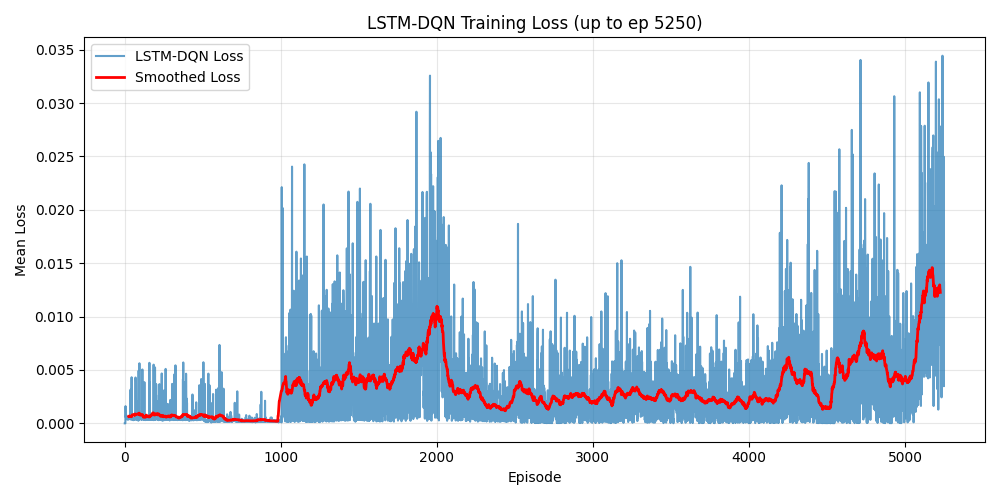 LSTM-DQN Training Loss (up to ep 5250)
LSTM-DQN Loss
Smoothed Loss
Mean Loss
0.035
0.030
0.025
0.020
0.015
0.010
0.005
0.000
0 1000 2000 3000 4000 5000
Episode